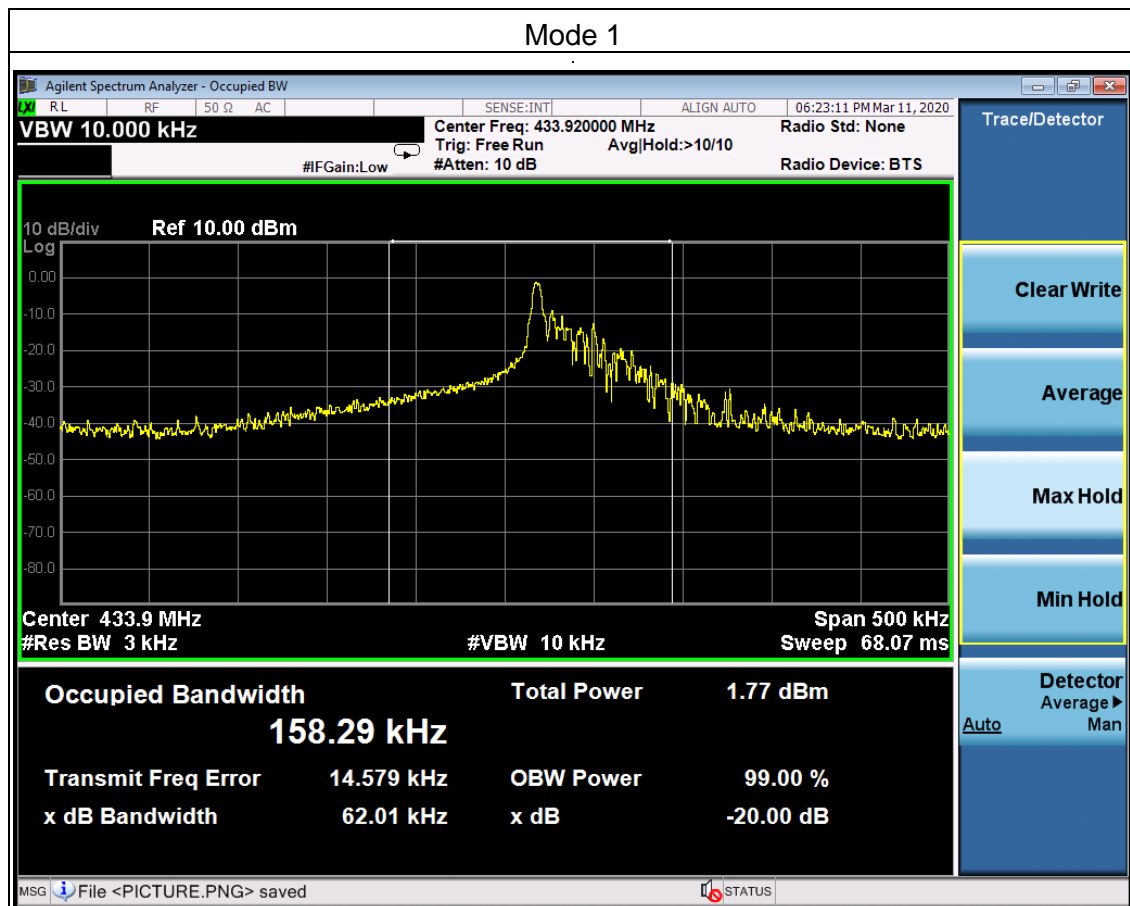 Mode 1
Agilent Spectrum Analyzer - Occupied BW
LXI RL RF 50 Ω AC SENSE:INT ALIGN AUTO 06:23:11 PM Mar 11, 2020
VBW 10.000 kHz
Center Freq: 433.920000 MHz
Radio Std: None
Trig: Free Run Avg|Hold:>10/10
#IFGain:Low
#Atten: 10 dB
Radio Device: BTS
10 dB/div Ref 10.00 dBm
Log
0.00
-10.0
-20.0
-30.0
-40.0
-50.0
-60.0
-70.0
-80.0
Center 433.9 MHz Span 500 kHz
#Res BW 3 kHz #VBW 10 kHz Sweep 68.07 ms
Occupied Bandwidth Total Power 1.77 dBm
158.29 kHz
Transmit Freq Error 14.579 kHz OBW Power 99.00 %
x dB Bandwidth 62.01 kHz x dB -20.00 dB
MSG File <PICTURE.PNG> saved STATUS
Trace/Detector
Clear Write
Average
Max Hold
Min Hold
Detector
Average
Auto Man